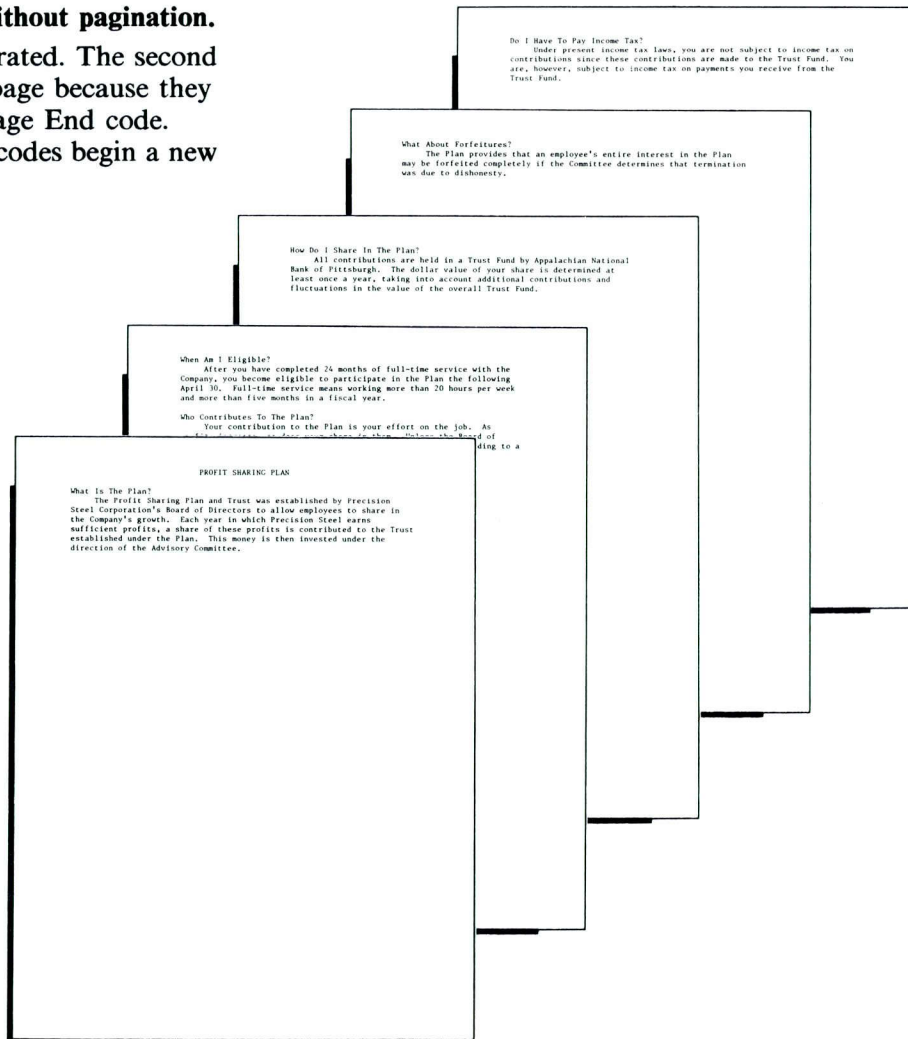 ithout pagination.
rated. The second
page because they
age End code.
codes begin a new
Do I Have To Pay Income Tax?
Under present income tax laws, you are not subject to income tax on
contributions since these contributions are made to the Trust Fund. You
are, however, subject to income tax on payments you receive from the
Trust Fund.
What About Forfeitures?
The Plan provides that an employee's entire interest in the Plan
may be forfeited completely if the Committee determines that termination
was due to dishonesty.
How Do I Share In The Plan?
All contributions are held in a Trust Fund by Appalachian National
Bank of Pittsburgh. The dollar value of your share is determined at
least once a year, taking into account additional contributions and
fluctuations in the value of the overall Trust Fund.
When Am I Eligible?
After you have completed 24 months of full-time service with the
Company, you become eligible to participate in the Plan the following
April 30. Full-time service means working more than 20 hours per week
and more than five months in a fiscal year.
Who Contributes To The Plan?
Your contribution to the Plan is your effort on the job. As
rd of
ding to a
PROFIT SHARING PLAN
What Is The Plan?
The Profit Sharing Plan and Trust was established by Precision
Steel Corporation's Board of Directors to allow employees to share in
the Company's growth. Each year in which Precision Steel earns
sufficient profits, a share of these profits is contributed to the Trust
established under the Plan. This money is then invested under the
direction of the Advisory Committee.